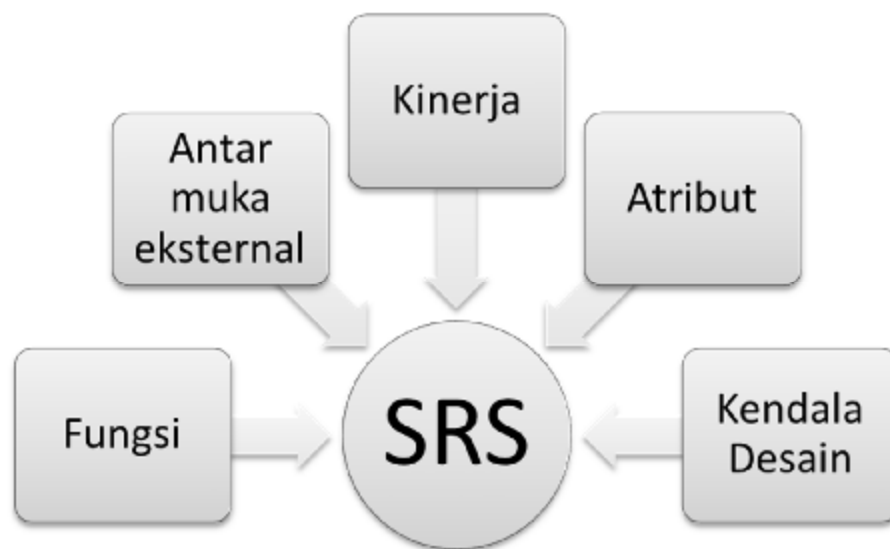 Kinerja
Antar
muka
eksternal
Atribut
Fungsi
SRS
Kendala
Desain